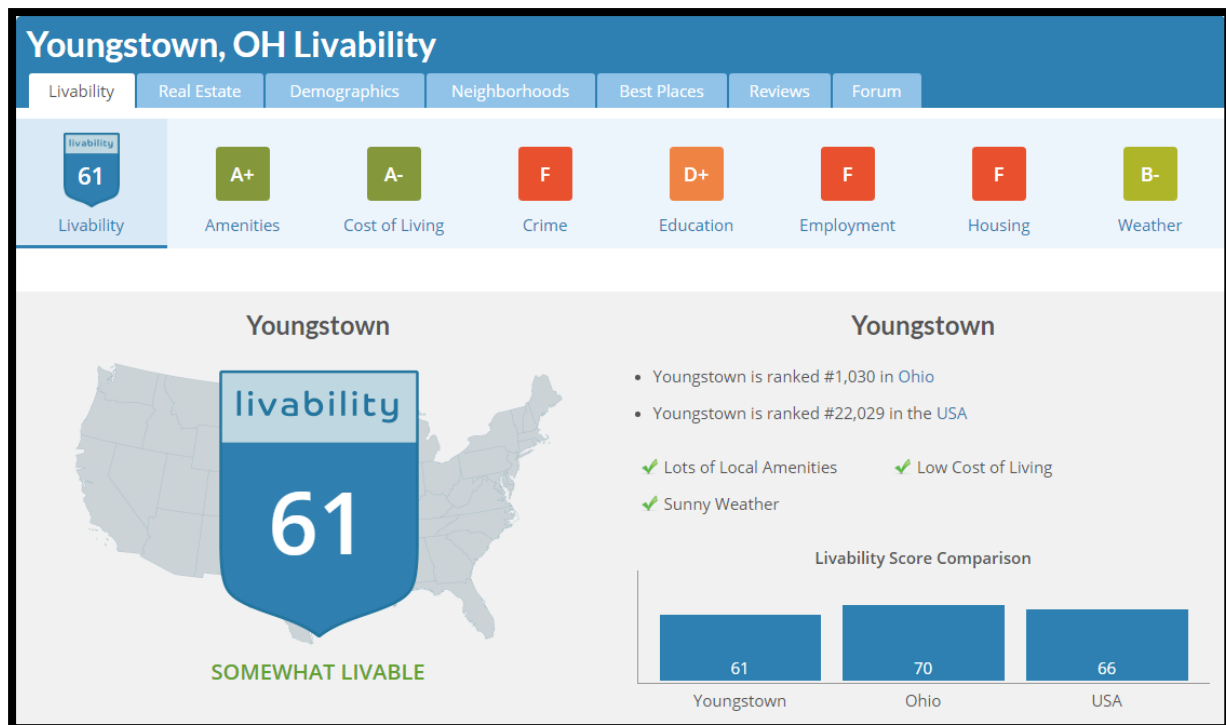 Youngstown, OH Livability
Livability Real Estate Demographics Neighborhoods Best Places Reviews Forum
livability
61 A+ A- F D+ F F B-
Livability Amenities Cost of Living Crime Education Employment Housing Weather
Youngstown
livability
61
SOMEWHAT LIVABLE
Youngstown
• Youngstown is ranked #1,030 in Ohio
• Youngstown is ranked #22,029 in the USA
Lots of Local Amenities Low Cost of Living
Sunny Weather
Livability Score Comparison
61 70 66
Youngstown Ohio USA